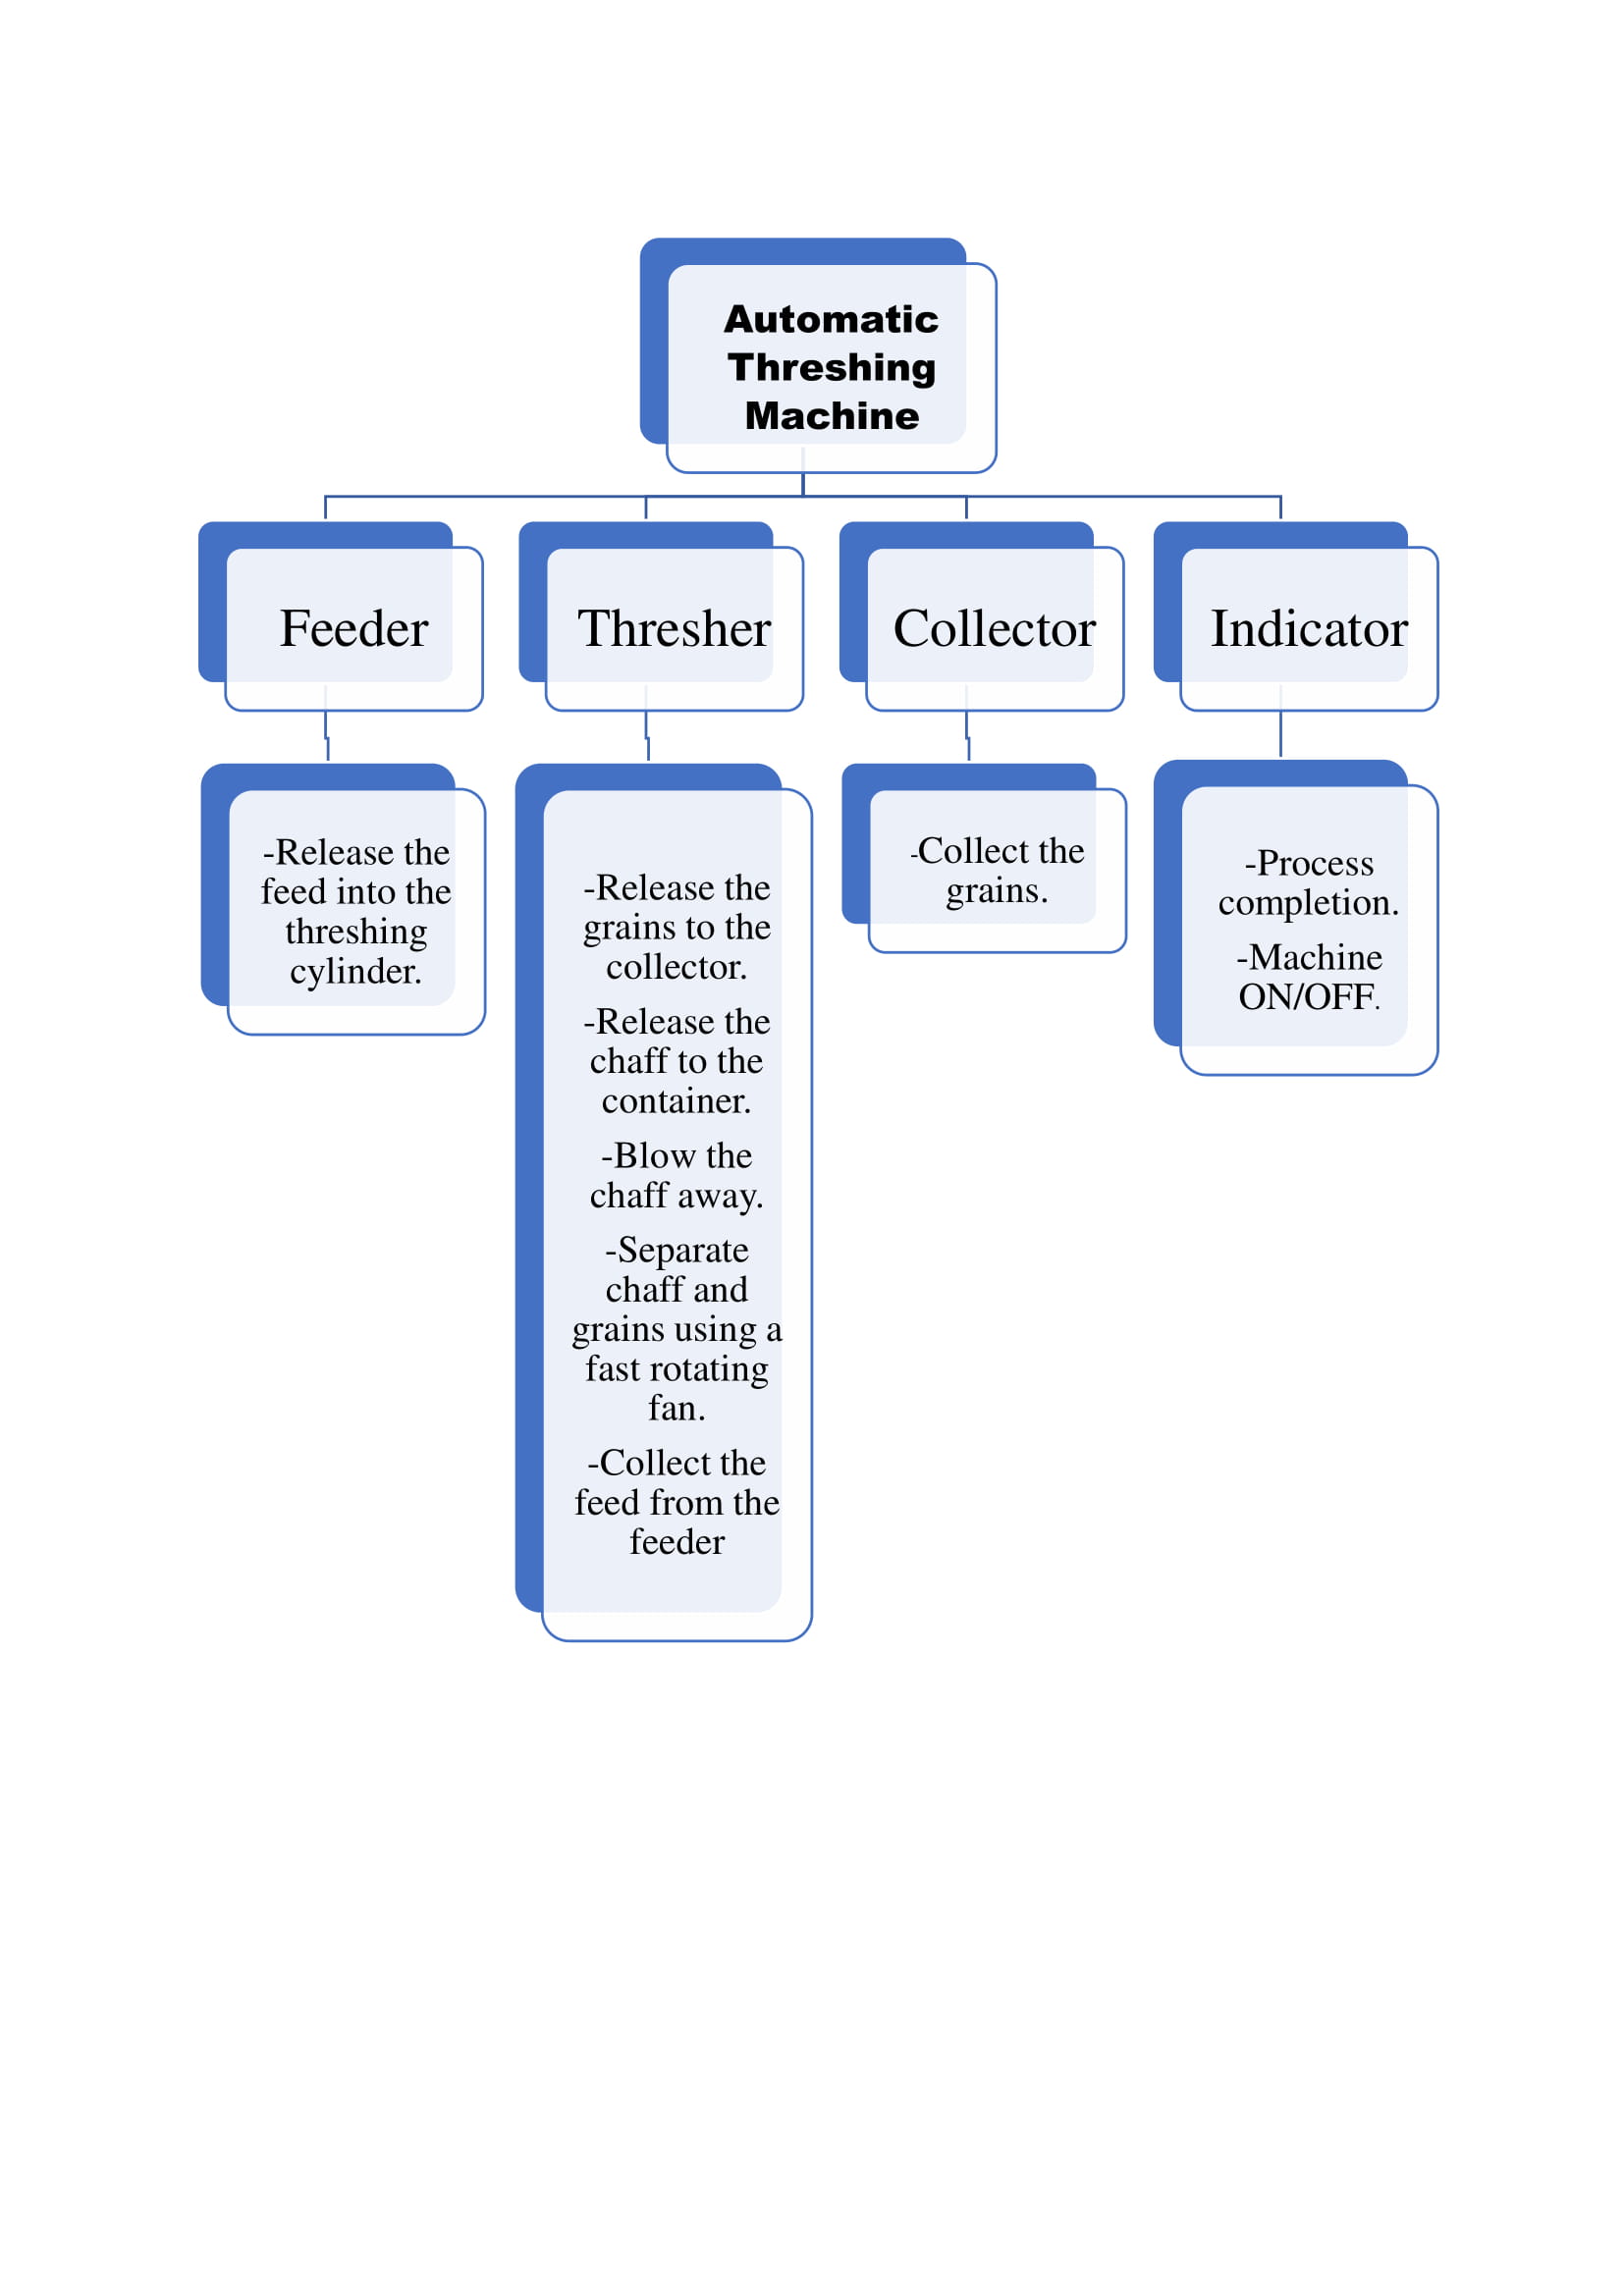 Automatic
Threshing
Machine
Feeder
Thresher
Collector
Indicator
-Release the
feed into the
threshing
cylinder.
-Release the
grains to the
collector.
-Release the
chaff to the
container.
-Blow the
chaff away.
-Separate
chaff and
grains using a
fast rotating
fan.
-Collect the
feed from the
feeder
-Collect the
grains.
-Process
completion.
-Machine
ON/OFF.